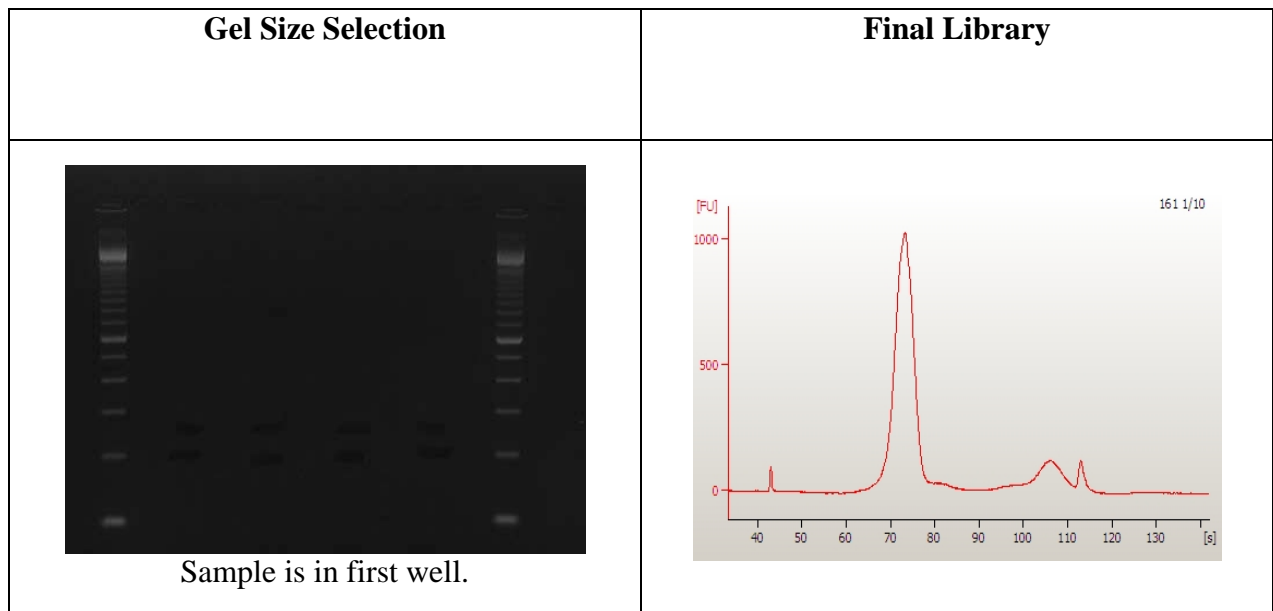 Gel Size Selection
Final Library
Sample is in first well.
[FU]
161 1/10
1000
500
0
40 50 60 70 80 90 100 110 120 130 [s]